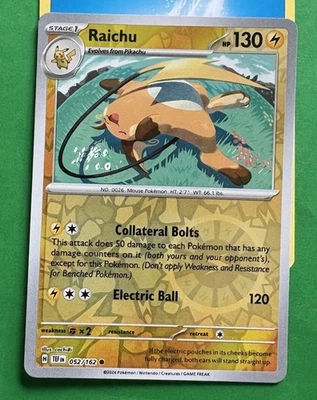 STAGE 1
Raichu
HP 130
Evolves from Pikachu
NO. 0026 Mouse Pokémon HT: 2'7" WT: 66.1 lbs.
Collateral Bolts
This attack does 50 damage to each Pokémon that has any
damage counters on it (both yours and your opponent's),
except for this Pokémon. (Don't apply Weakness and Resistance
for Benched Pokémon.)
Electric Ball 120
weakness ×2 resistance retreat
Illus.
H TEF EN 052/162
If the electric pouches in its cheeks become
fully charged, both ears will stand straight up.
©2024 Pokémon / Nintendo / Creatures / GAME FREAK